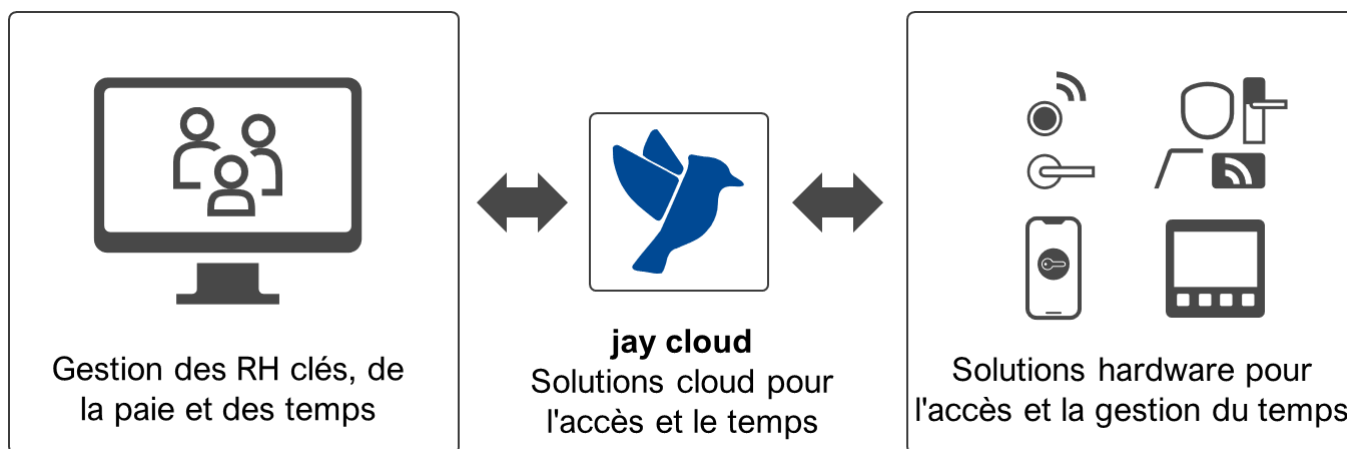 Gestion des RH clés, de
la paie et des temps
jay cloud
Solutions cloud pour
l'accès et le temps
Solutions hardware pour
l'accès et la gestion du temps